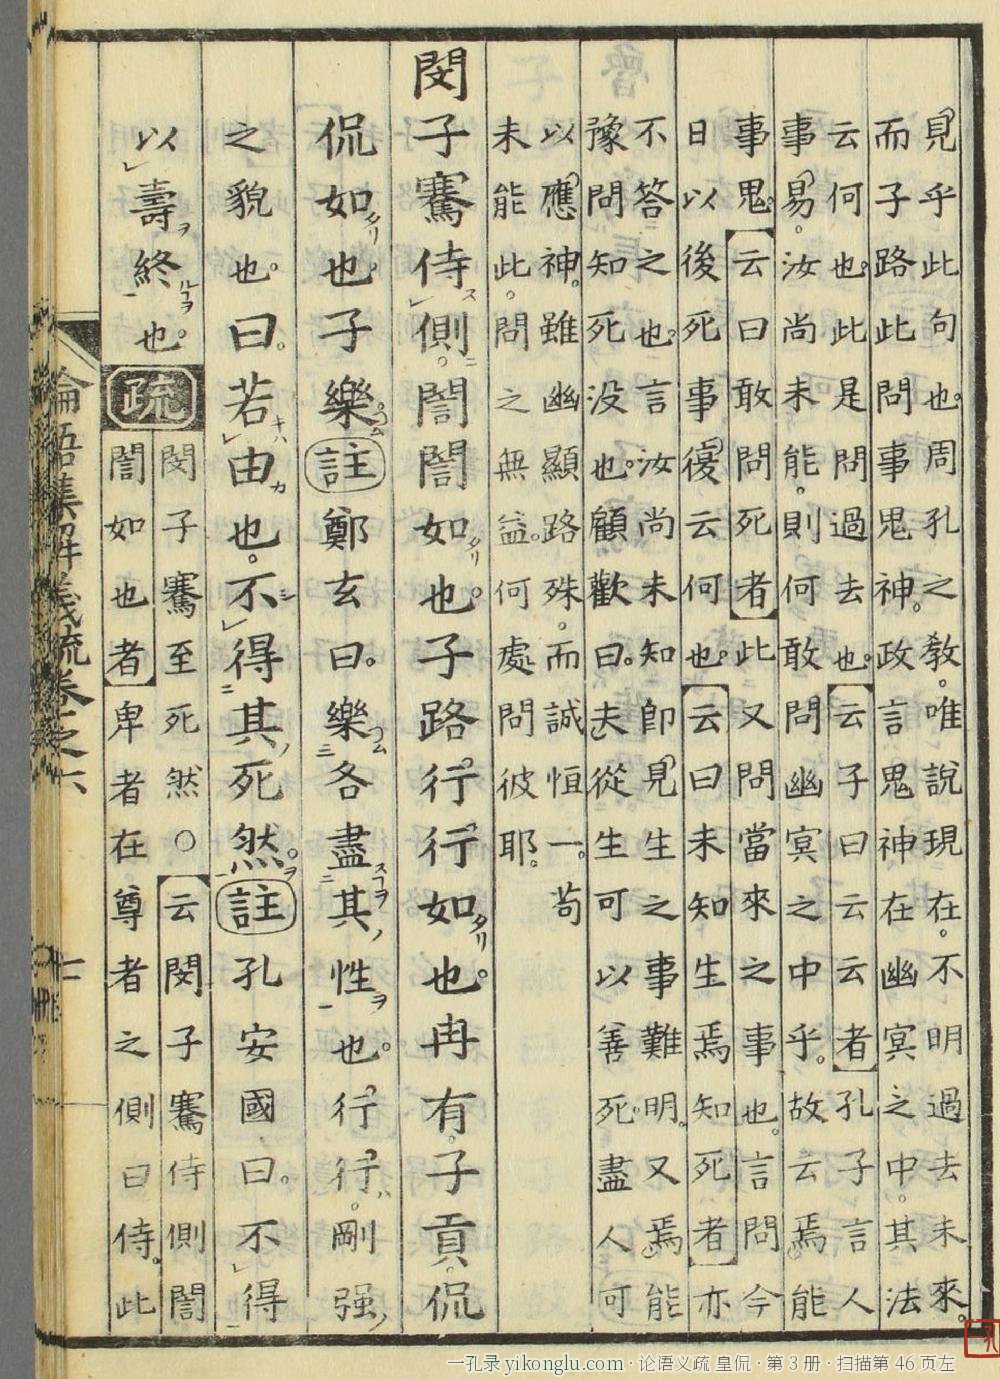 見乎此句也周孔之教唯說現在不明過去未來
而子路此問事鬼神政言鬼神在幽冥之中其法
云何也此是問過去也云子曰云云者孔子言人
事易汝尚未能則何敢問幽冥之中乎故云焉能
事鬼云曰敢問死者此又問當來之事也言問今
日以後死事復云何也云曰未知生焉知死者亦
不答之也言汝尚未知即見生之事難明又焉能
豫問知死没也顧歡曰夫從生可以善死盡人可
以應神雖幽顯路殊而誠恒一苟
未能此問之無益何處問彼耶
閔子騫侍側誾誾如也子路行行如也冉有子貢侃
侃如也子樂註鄭玄曰樂各盡其性也行行剛强
之貌也曰若由也不得其死然註孔安國曰不得
以壽終也疏閔子騫至死然○云閔子騫侍側誾
誾如也者卑者在尊者之側曰侍此
論語集解義疏卷之六
一孔录 yikonglu.com · 论语义疏 皇侃 · 第 3 册 · 扫描第 46 页左